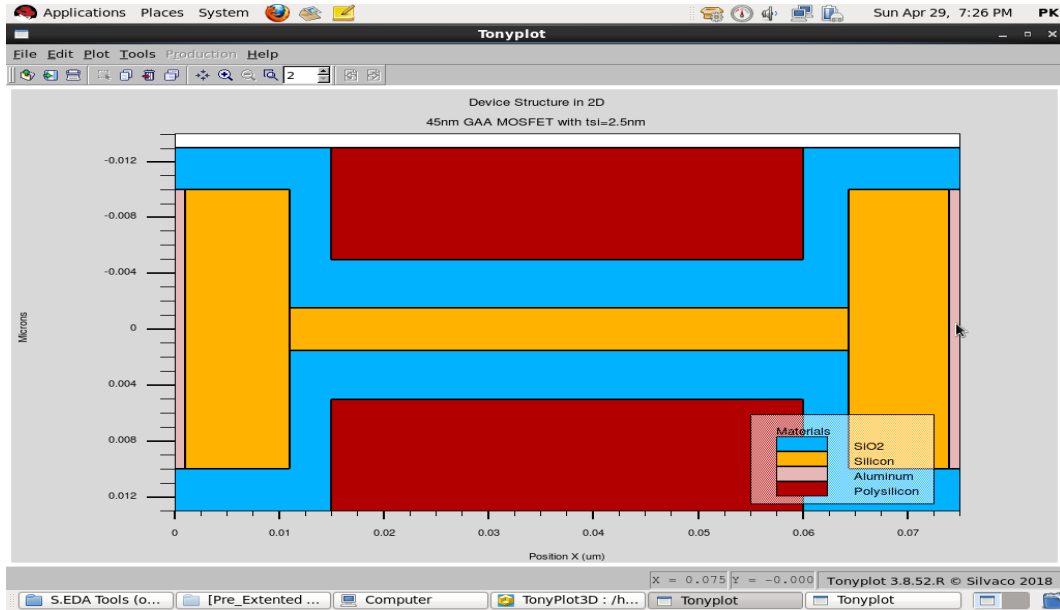 Applications Places System Sun Apr 29, 7:26 PM PK
Tonyplot
File Edit Plot Tools Production Help
2
Device Structure in 2D
45nm GAA MOSFET with tsi=2.5nm
-0.012
-0.008
-0.004
0
0.004
0.008
0.012
Microns
Materials
SiO2
Silicon
Aluminum
Polysilicon
0 0.01 0.02 0.03 0.04 0.05 0.06 0.07
Position X (um)
X = 0.075 Y = -0.000 Tonyplot 3.8.52.R © Silvaco 2018
S.EDA Tools (o... [Pre_Extented ... Computer TonyPlot3D : /h... Tonyplot Tonyplot